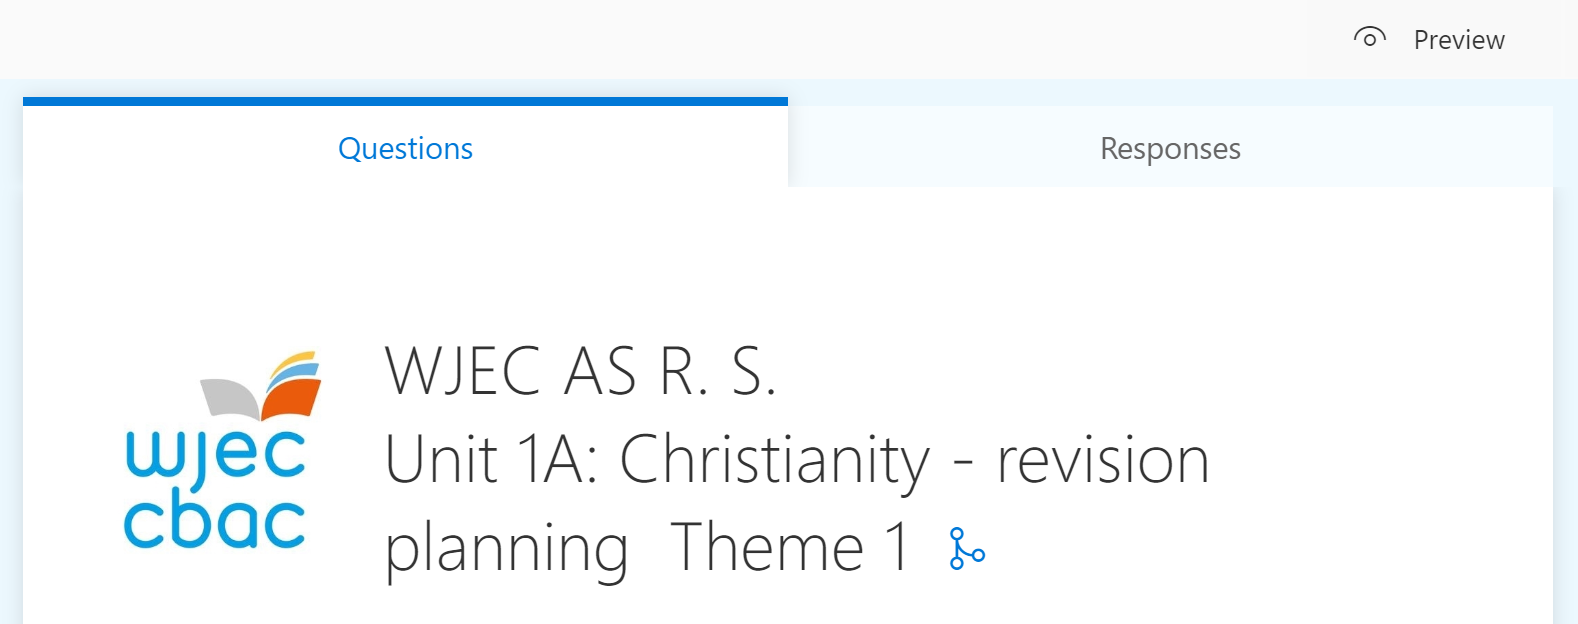 Preview
Questions
Responses
wjec
cbac
WJEC AS R. S.
Unit 1A: Christianity - revision
planning Theme 1